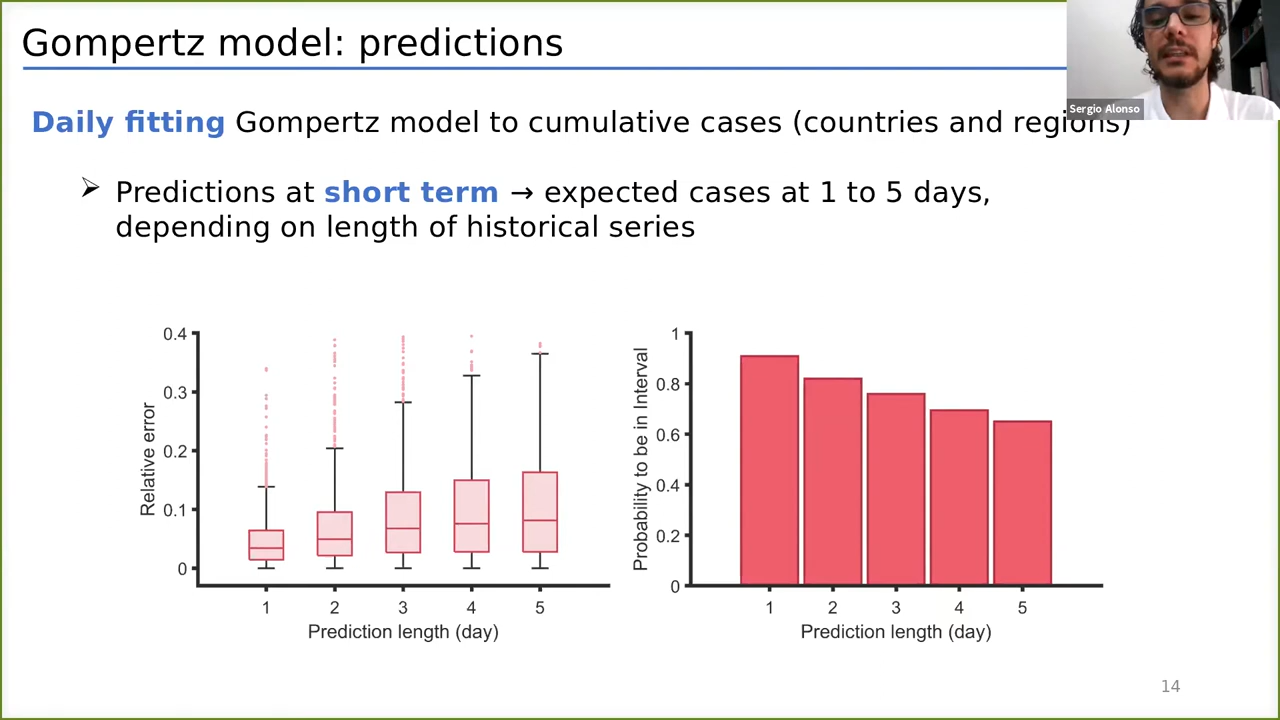 Gompertz model: predictions
Sergio Alonso
Daily fitting Gompertz model to cumulative cases (countries and regions)
➢ Predictions at short term → expected cases at 1 to 5 days,
depending on length of historical series
Relative error
0.4
0.3
0.2
0.1
0
1 2 3 4 5
Prediction length (day)
Probability to be in Interval
1
0.8
0.6
0.4
0.2
0
1 2 3 4 5
Prediction length (day)
14